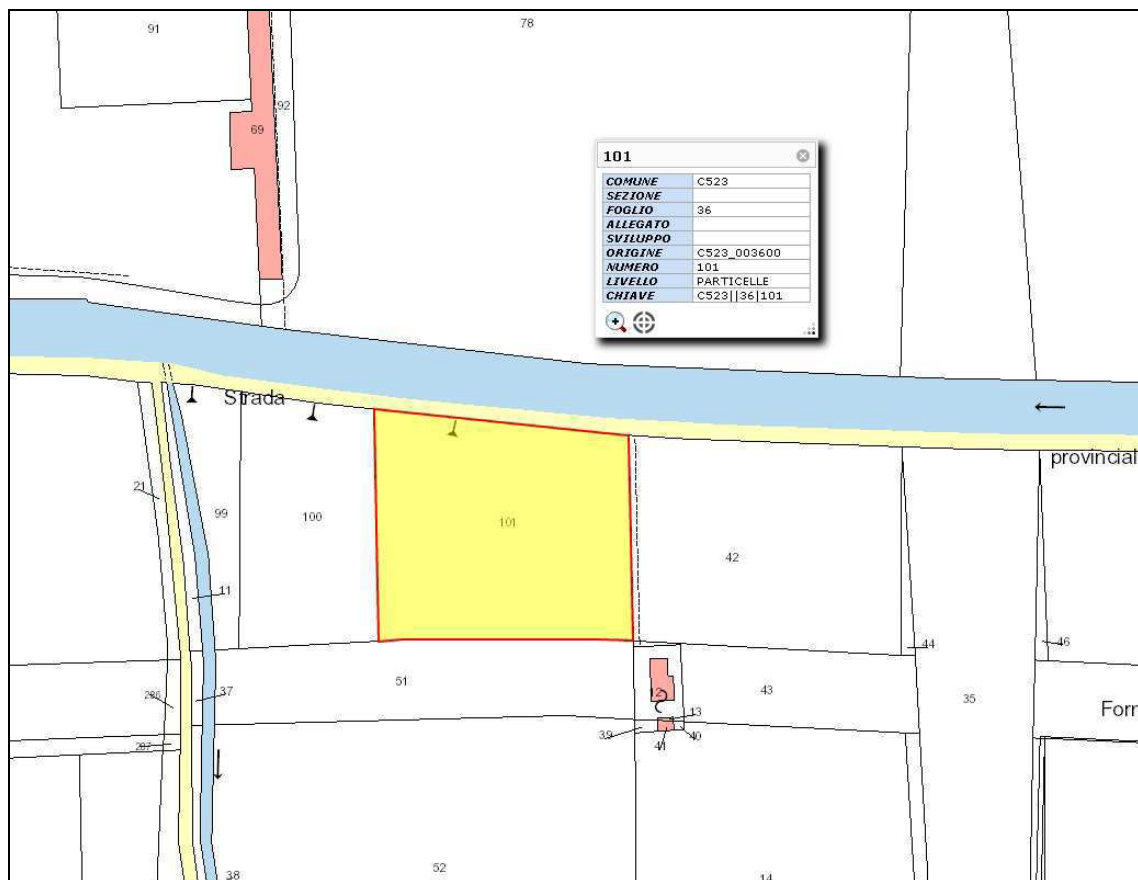 78
91
92
69
101
COMUNE C523
SEZIONE
FOGLIO 36
ALLEGATO
SVILUPPO
ORIGINE C523_003600
NUMERO 101
LIVELLO PARTICELLE
CHIAVE C523||36|101
Strada
provincial
21
99
100
101
42
11
44
46
51
43
35
286
37
12
13
Forn
39
41
40
287
38
52
14